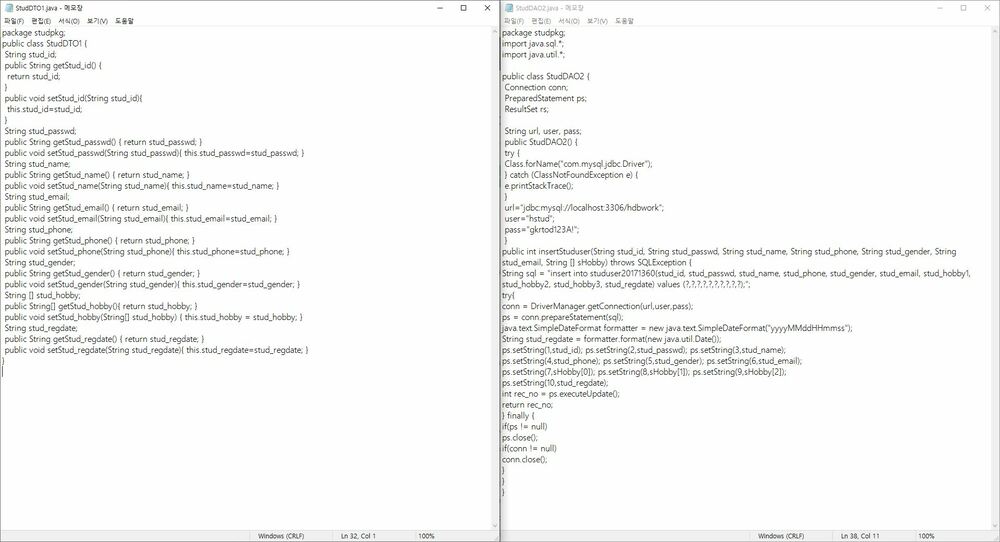 StudDTO1.java - 메모장
파일(F) 편집(E) 서식(O) 보기(V) 도움말
package studpkg;
public class StudDTO1 {
String stud_id;
public String getStud_id() {
return stud_id;
}
public void setStud_id(String stud_id){
this.stud_id=stud_id;
}
String stud_passwd;
public String getStud_passwd() { return stud_passwd; }
public void setStud_passwd(String stud_passwd){ this.stud_passwd=stud_passwd; }
String stud_name;
public String getStud_name() { return stud_name; }
public void setStud_name(String stud_name){ this.stud_name=stud_name; }
String stud_email;
public String getStud_email() { return stud_email; }
public void setStud_email(String stud_email){ this.stud_email=stud_email; }
String stud_phone;
public String getStud_phone() { return stud_phone; }
public void setStud_phone(String stud_phone){ this.stud_phone=stud_phone; }
String stud_gender;
public String getStud_gender() { return stud_gender; }
public void setStud_gender(String stud_gender){ this.stud_gender=stud_gender; }
String [] stud_hobby;
public String[] getStud_hobby(){ return stud_hobby; }
public void setStud_hobby(String[] stud_hobby) { this.stud_hobby = stud_hobby; }
String stud_regdate;
public String getStud_regdate() { return stud_regdate; }
public void setStud_regdate(String stud_regdate){ this.stud_regdate=stud_regdate; }
}
Windows (CRLF) Ln 32, Col 1 100%
StudDAO2.java - 메모장
파일(F) 편집(E) 서식(O) 보기(V) 도움말
package studpkg;
import java.sql.*;
import java.util.*;
public class StudDAO2 {
Connection conn;
PreparedStatement ps;
ResultSet rs;
String url, user, pass;
public StudDAO2() {
try {
Class.forName("com.mysql.jdbc.Driver");
} catch (ClassNotFoundException e) {
e.printStackTrace();
}
url="jdbc:mysql://localhost:3306/hdbwork";
user="hstud";
pass="gkrtod123A!";
}
public int insertStuduser(String stud_id, String stud_passwd, String stud_name, String stud_phone, String stud_gender, String
stud_email, String [] sHobby) throws SQLException {
String sql = "insert into studuser20171360(stud_id, stud_passwd, stud_name, stud_phone, stud_gender, stud_email, stud_hobby1,
stud_hobby2, stud_hobby3, stud_regdate) values (?,?,?,?,?,?,?,?,?,?);";
try{
conn = DriverManager.getConnection(url,user,pass);
ps = conn.prepareStatement(sql);
java.text.SimpleDateFormat formatter = new java.text.SimpleDateFormat("yyyyMMddHHmmss");
String stud_regdate = formatter.format(new java.util.Date());
ps.setString(1,stud_id); ps.setString(2,stud_passwd); ps.setString(3,stud_name);
ps.setString(4,stud_phone); ps.setString(5,stud_gender); ps.setString(6,stud_email);
ps.setString(7,sHobby[0]); ps.setString(8,sHobby[1]); ps.setString(9,sHobby[2]);
ps.setString(10,stud_regdate);
int rec_no = ps.executeUpdate();
return rec_no;
} finally {
if(ps != null)
ps.close();
if(conn != null)
conn.close();
}
}
}
Windows (CRLF) Ln 38, Col 11 100%